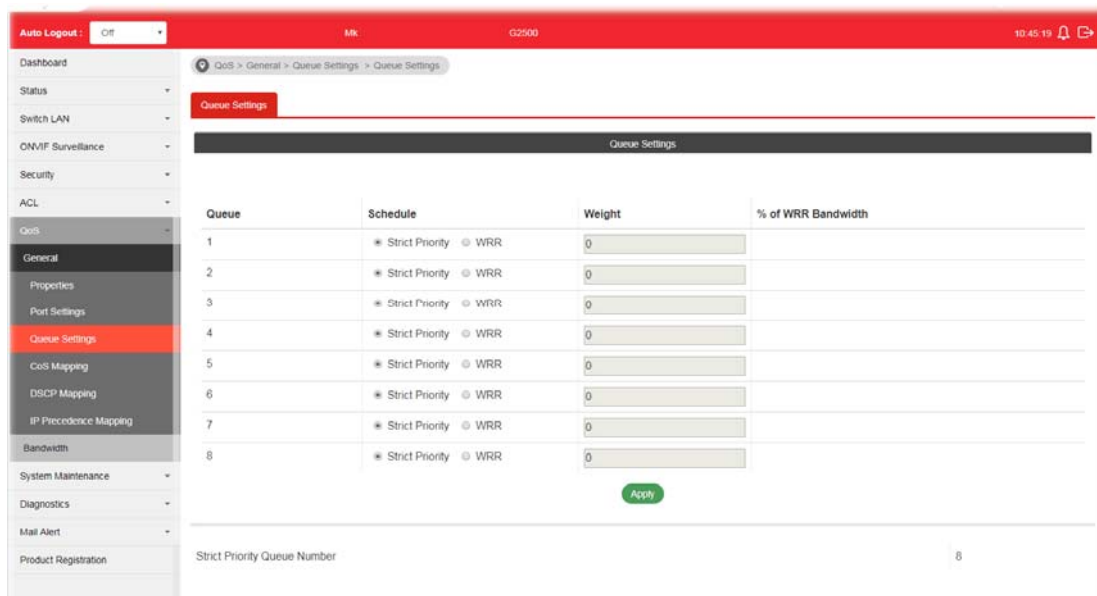 Auto Logout : Off Mk G2500 10:45:19
Dashboard
Status
Switch LAN
ONVIF Surveillance
Security
ACL
QoS
General
Properties
Port Settings
Queue Settings
CoS Mapping
DSCP Mapping
IP Precedence Mapping
Bandwidth
System Maintenance
Diagnostics
Mail Alert
Product Registration
QoS > General > Queue Settings > Queue Settings
Queue Settings
Queue Settings
Queue Schedule Weight % of WRR Bandwidth
1 Strict Priority WRR 0
2 Strict Priority WRR 0
3 Strict Priority WRR 0
4 Strict Priority WRR 0
5 Strict Priority WRR 0
6 Strict Priority WRR 0
7 Strict Priority WRR 0
8 Strict Priority WRR 0
Apply
Strict Priority Queue Number 8